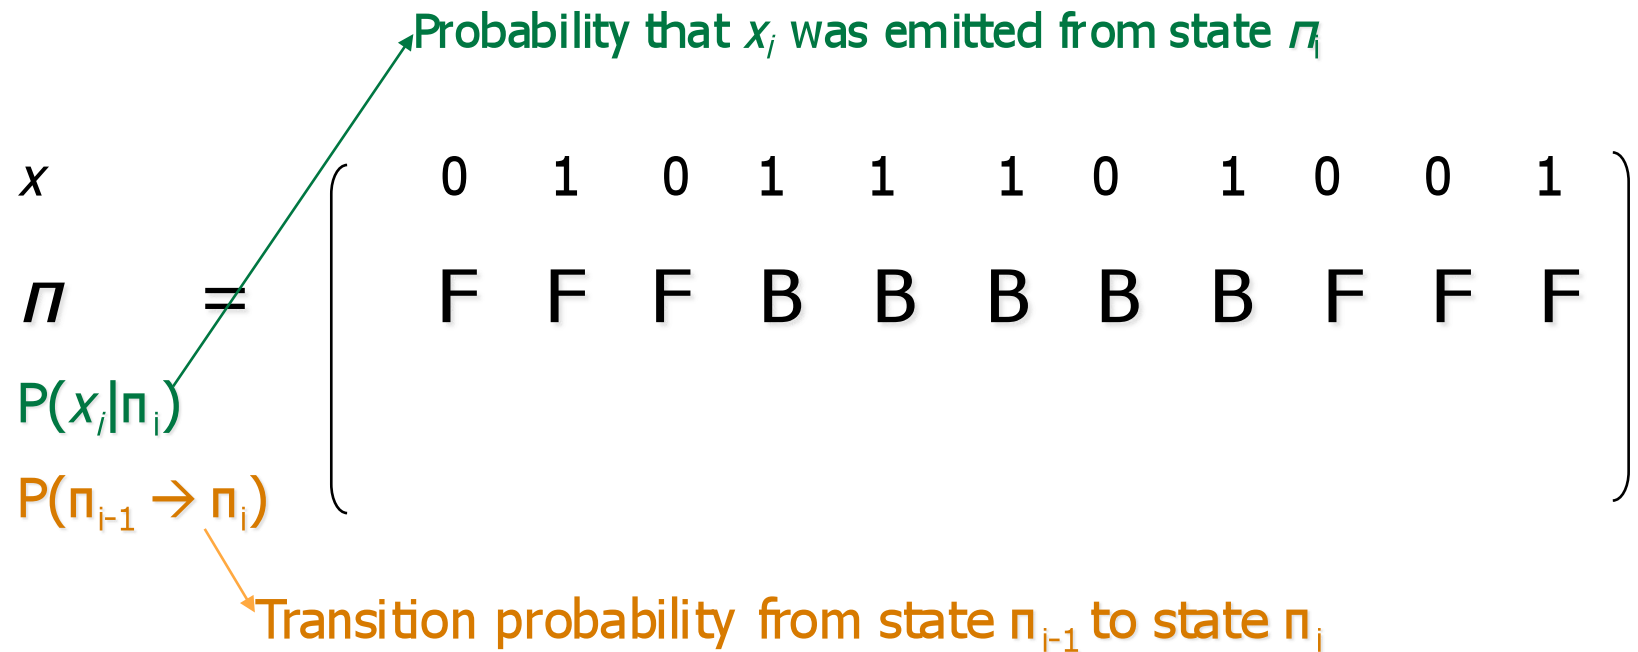 Probability that xᵢ was emitted from state πᵢ
x 0 1 0 1 1 1 0 1 0 0 1
π = F F F B B B B B F F F
P(xᵢ|πᵢ)
P(πᵢ₋₁ → πᵢ)
Transition probability from state πᵢ₋₁ to state πᵢ